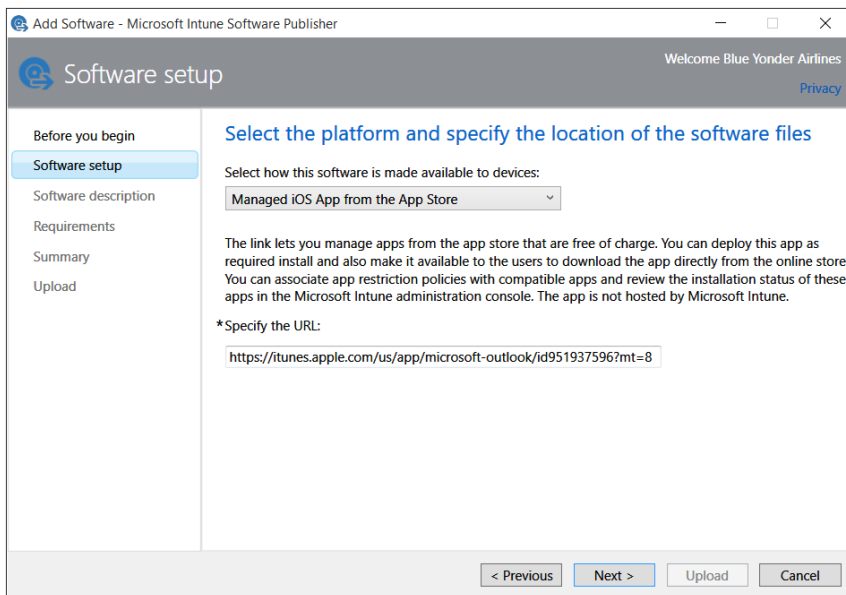 Add Software - Microsoft Intune Software Publisher
Software setup
Welcome Blue Yonder Airlines
Privacy
Before you begin
Software setup
Software description
Requirements
Summary
Upload
Select the platform and specify the location of the software files
Select how this software is made available to devices:
Managed iOS App from the App Store
The link lets you manage apps from the app store that are free of charge. You can deploy this app as
required install and also make it available to the users to download the app directly from the online store
You can associate app restriction policies with compatible apps and review the installation status of these
apps in the Microsoft Intune administration console. The app is not hosted by Microsoft Intune.
*Specify the URL:
https://itunes.apple.com/us/app/microsoft-outlook/id951937596?mt=8
< Previous
Next >
Upload
Cancel